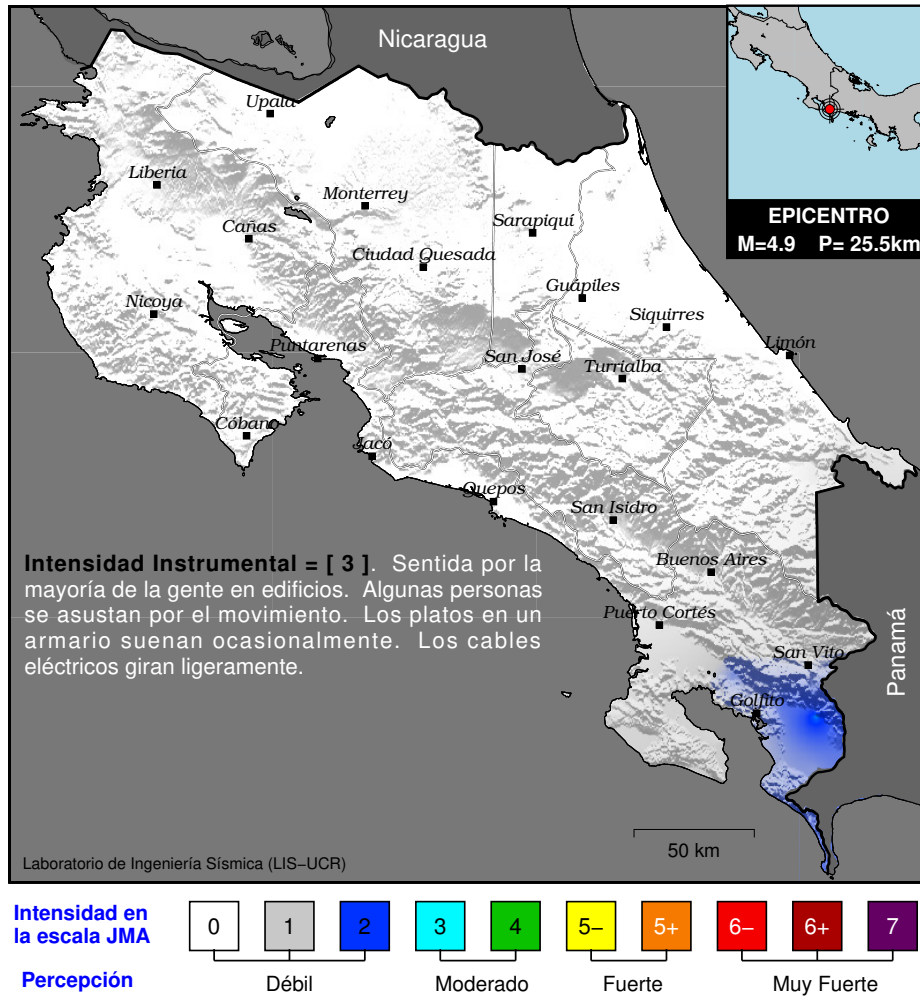 Nicaragua
Upala
Liberia
Monterrey
Cañas
Sarapiquí
Ciudad Quesada
Guápiles
Nicoya
Siquirres
Puntarenas
San José
Limón
Turrialba
Cóbano
Jacó
Quepos
San Isidro
Buenos Aires
Puerto Cortés
San Vito
Golfito
Panamá
EPICENTRO
M=4.9 P= 25.5km
Intensidad Instrumental = [ 3 ]. Sentida por la
mayoría de la gente en edificios. Algunas personas
se asustan por el movimiento. Los platos en un
armario suenan ocasionalmente. Los cables
eléctricos giran ligeramente.
50 km
Laboratorio de Ingeniería Sísmica (LIS–UCR)
Intensidad en
la escala JMA
0 1 2 3 4 5− 5+ 6− 6+ 7
Percepción
Débil Moderado Fuerte Muy Fuerte